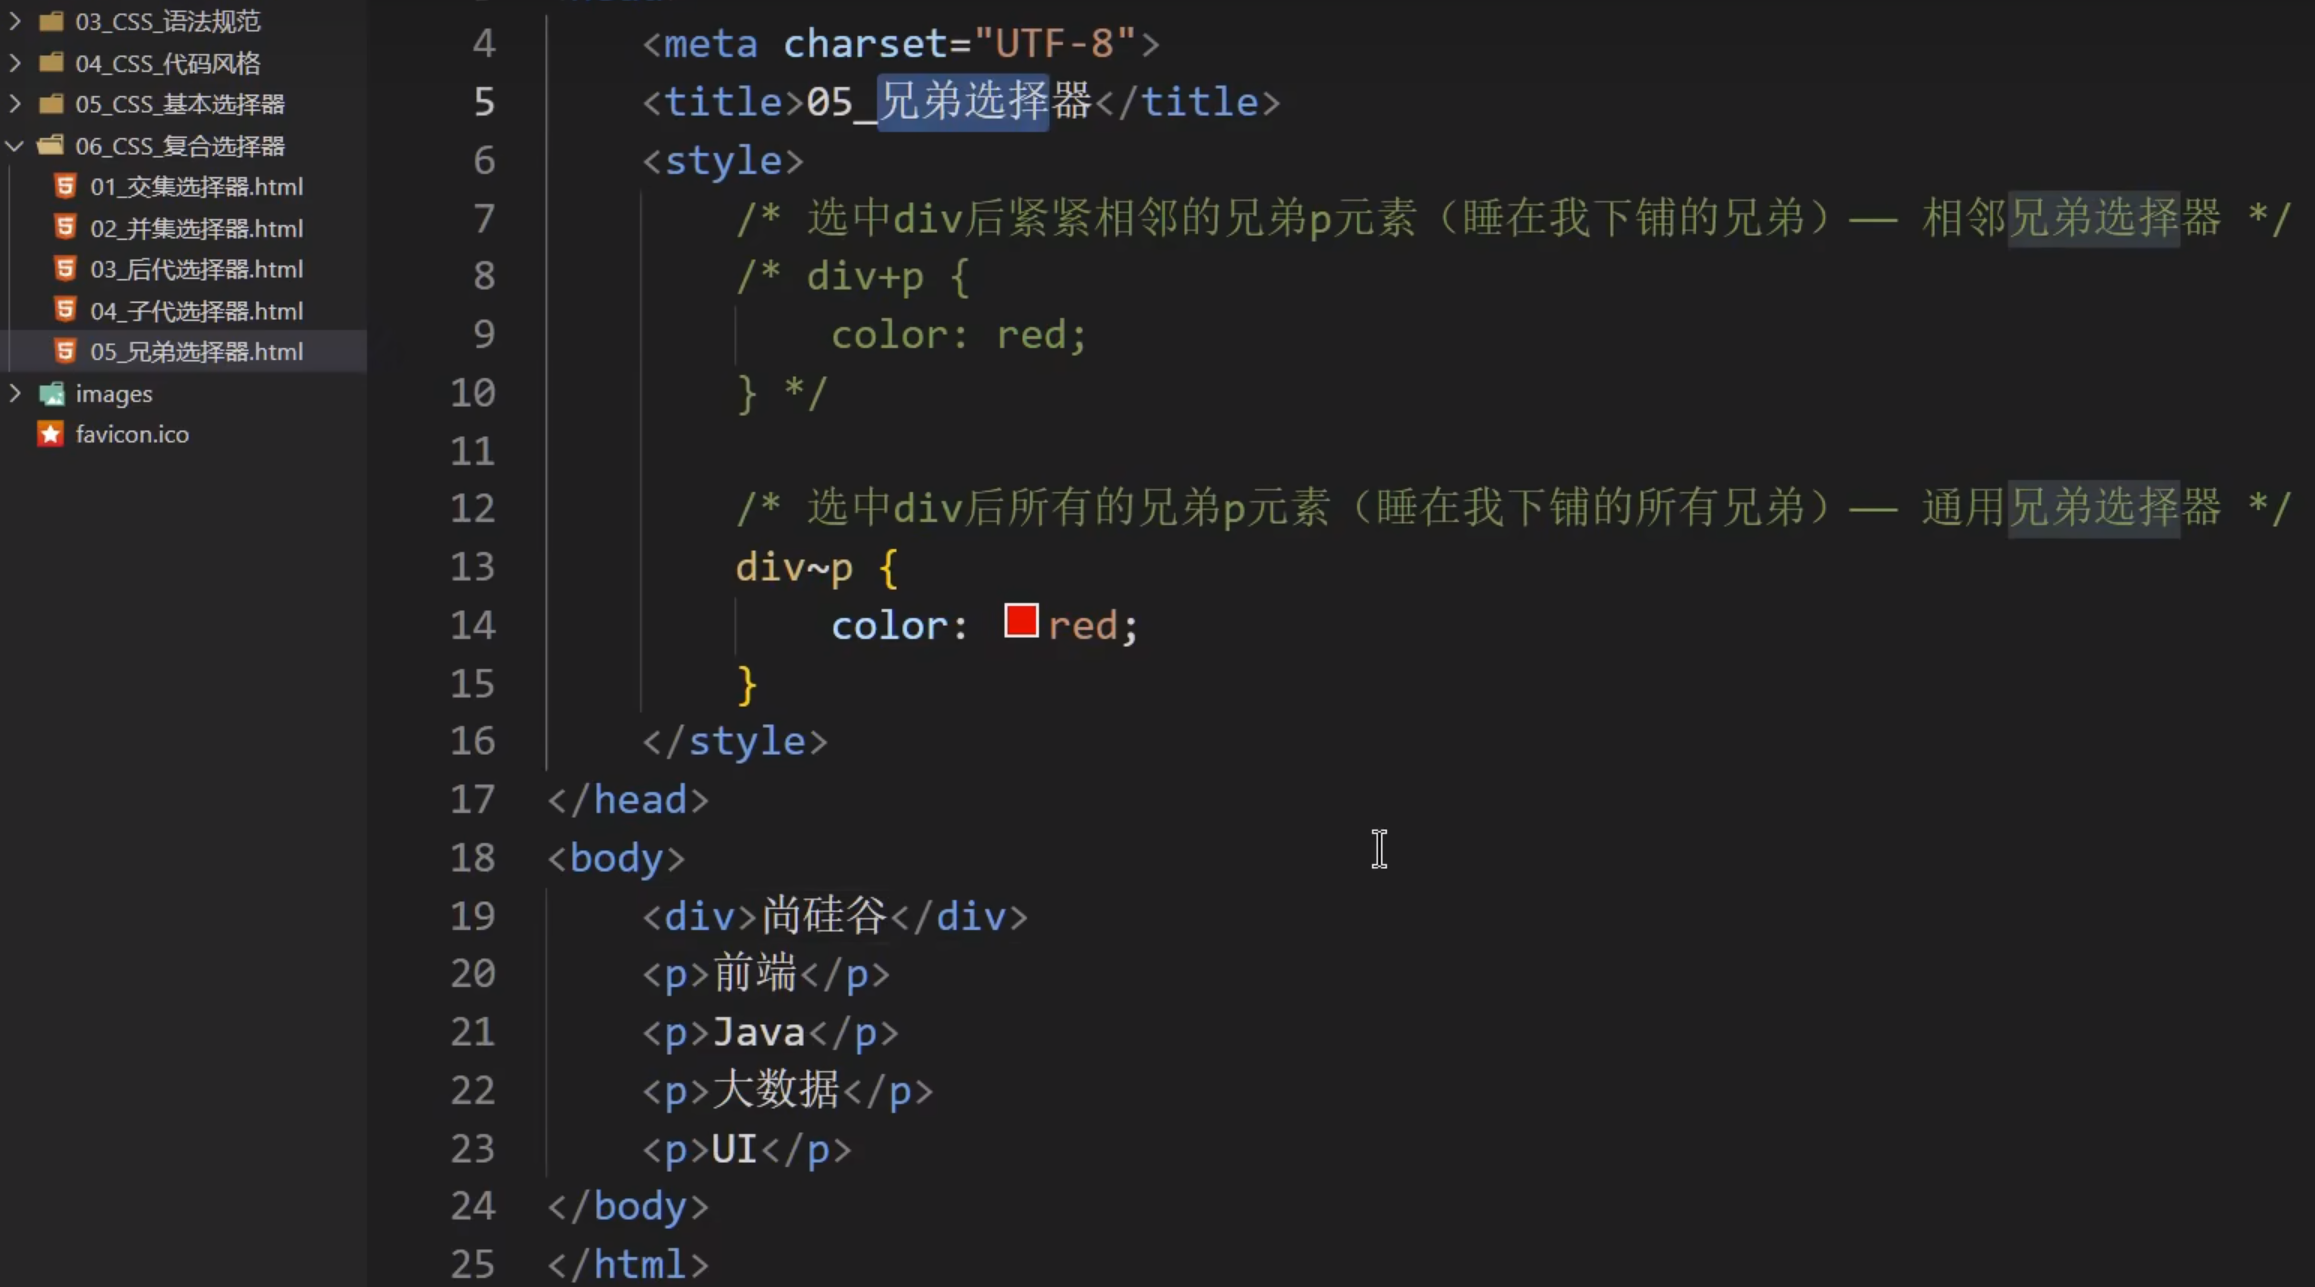 03_CSS_语法规范
04_CSS_代码风格
05_CSS_基本选择器
06_CSS_复合选择器
01_交集选择器.html
02_并集选择器.html
03_后代选择器.html
04_子代选择器.html
05_兄弟选择器.html
images
favicon.ico
4 <meta charset="UTF-8">
5 <title>05_兄弟选择器</title>
6 <style>
7 /* 选中div后紧紧相邻的兄弟p元素（睡在我下铺的兄弟）—— 相邻兄弟选择器 */
8 /* div+p {
9 color: red;
10 } */
11
12 /* 选中div后所有的兄弟p元素（睡在我下铺的所有兄弟）—— 通用兄弟选择器 */
13 div~p {
14 color: red;
15 }
16 </style>
17 </head>
18 <body>
19 <div>尚硅谷</div>
20 <p>前端</p>
21 <p>Java</p>
22 <p>大数据</p>
23 <p>UI</p>
24 </body>
25 </html>